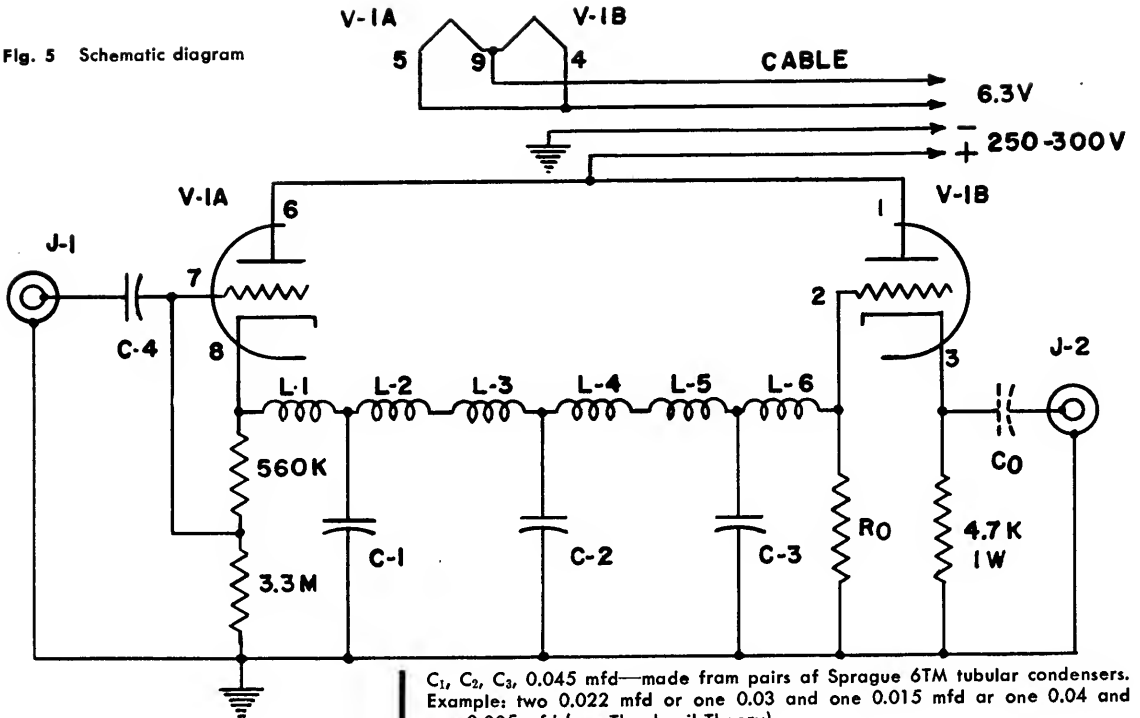 V-1A
V-1B
Fig. 5 Schematic diagram
5
9
4
CABLE
6.3V
−
+
250-300V
V-1A
V-1B
6
1
J-1
7
2
C-4
8
3
J-2
L-1
L-2
L-3
L-4
L-5
L-6
560K
CO
C-1
C-2
C-3
RO
4.7K
1W
3.3M
C₁, C₂, C₃, 0.045 mfd—made fram pairs af Sprague 6TM tubular condensers.
Example: two 0.022 mfd or one 0.03 and one 0.015 mfd ar one 0.04 and